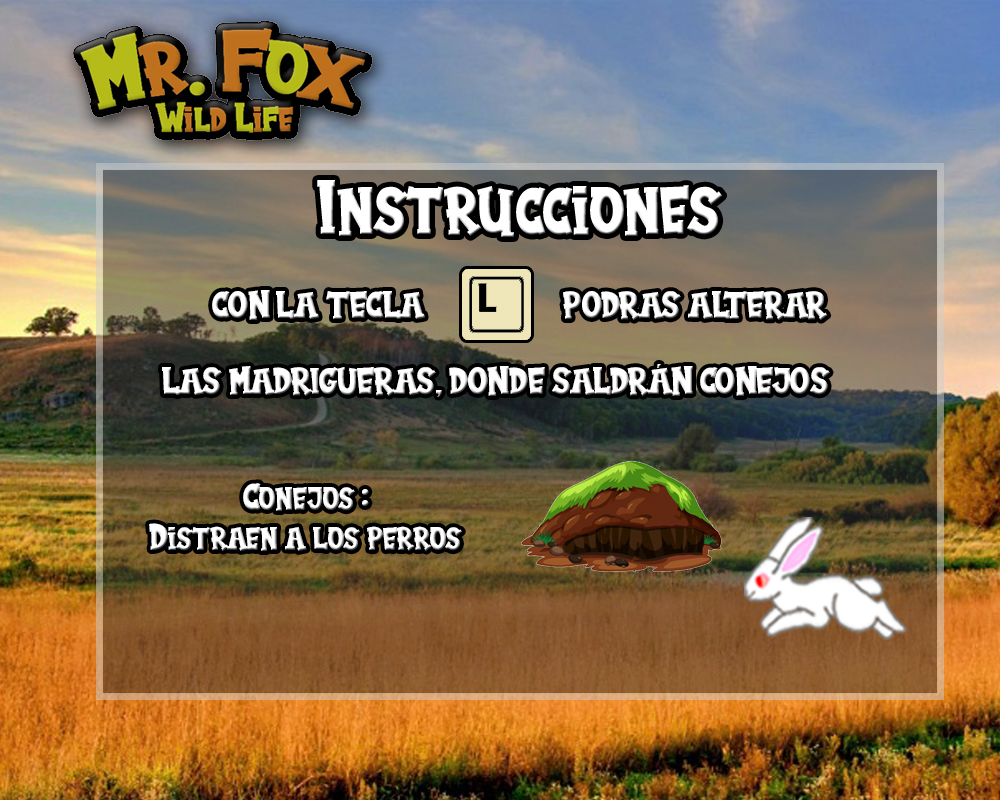 MR. FOX
WILD LIFE
INSTRUCCIONES
CON LA TECLA L PODRAS ALTERAR
LAS MADRIGUERAS, DONDE SALDRÁN CONEJOS
CONEJOS :
DISTRAEN A LOS PERROS